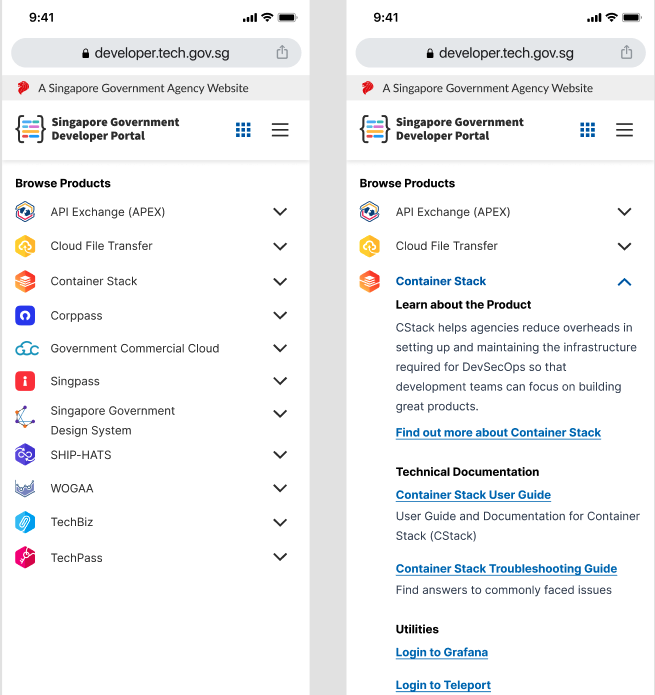 9:41
developer.tech.gov.sg
A Singapore Government Agency Website
Singapore Government
Developer Portal
Browse Products
API Exchange (APEX)
Cloud File Transfer
Container Stack
Corppass
Government Commercial Cloud
Singpass
Singapore Government
Design System
SHIP-HATS
WOGAA
TechBiz
TechPass
9:41
developer.tech.gov.sg
A Singapore Government Agency Website
Singapore Government
Developer Portal
Browse Products
API Exchange (APEX)
Cloud File Transfer
Container Stack
Learn about the Product
CStack helps agencies reduce overheads in
setting up and maintaining the infrastructure
required for DevSecOps so that
development teams can focus on building
great products.
Find out more about Container Stack
Technical Documentation
Container Stack User Guide
User Guide and Documentation for Container
Stack (CStack)
Container Stack Troubleshooting Guide
Find answers to commonly faced issues
Utilities
Login to Grafana
Login to Teleport